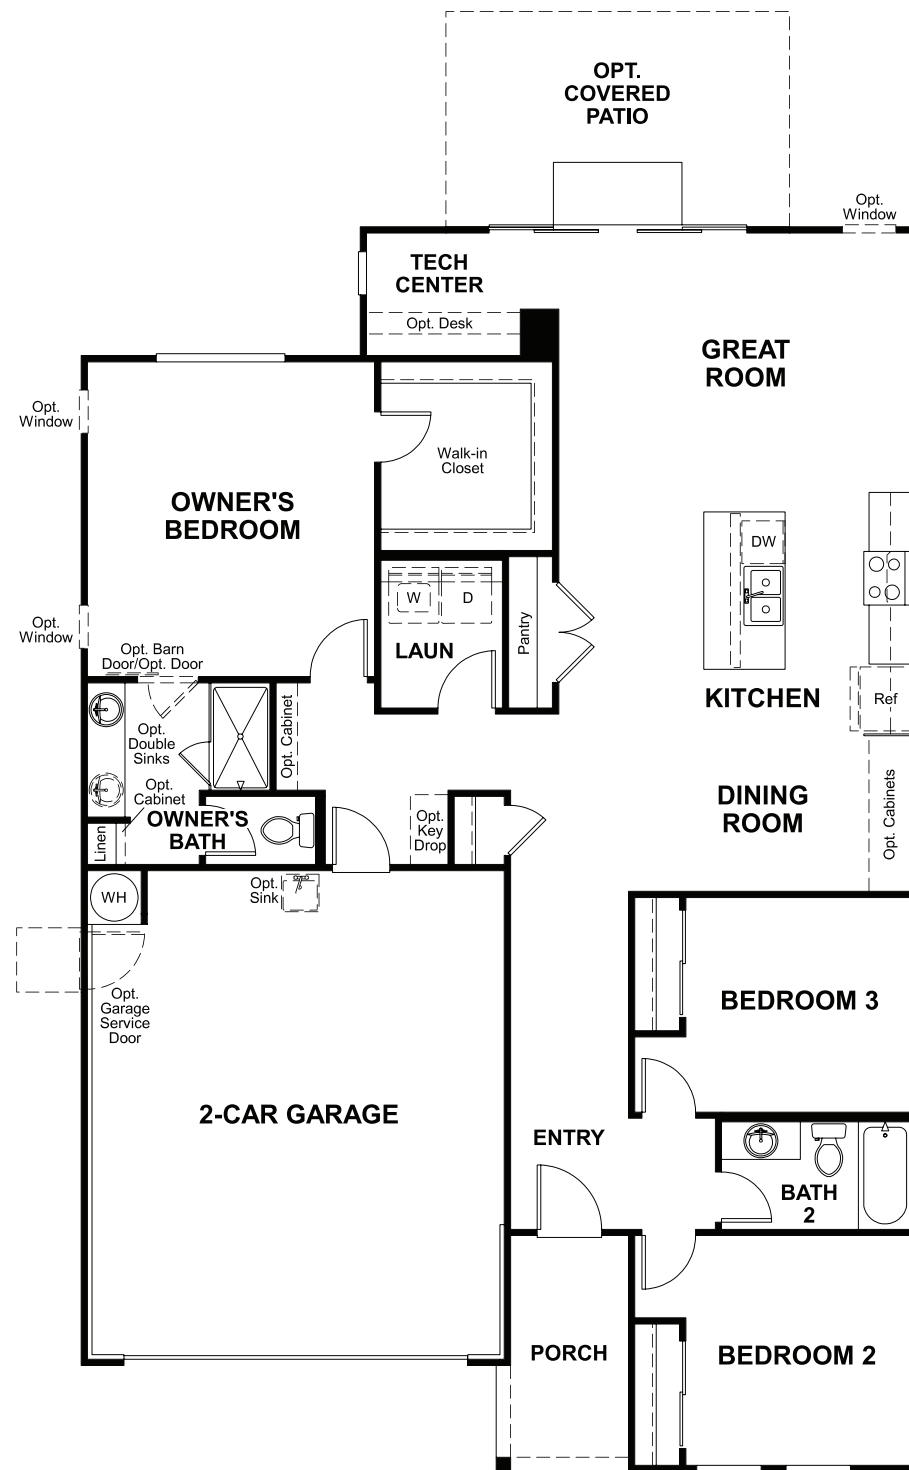 OPT.
COVERED
PATIO
Opt.
Window
TECH
CENTER
Opt. Desk
GREAT
ROOM
Opt.
Window
Walk-in
Closet
OWNER'S
BEDROOM
DW
W
D
Opt.
Window
Pantry
LAUN
Opt. Barn
Door/Opt. Door
KITCHEN
Ref
Opt.
Double
Sinks
Opt. Cabinet
Opt.
Cabinet
DINING
ROOM
Opt. Cabinets
OWNER'S
BATH
Linen
Opt.
Key
Drop
WH
Opt.
Sink
Opt.
Garage
Service
Door
BEDROOM 3
2-CAR GARAGE
ENTRY
BATH
2
PORCH
BEDROOM 2